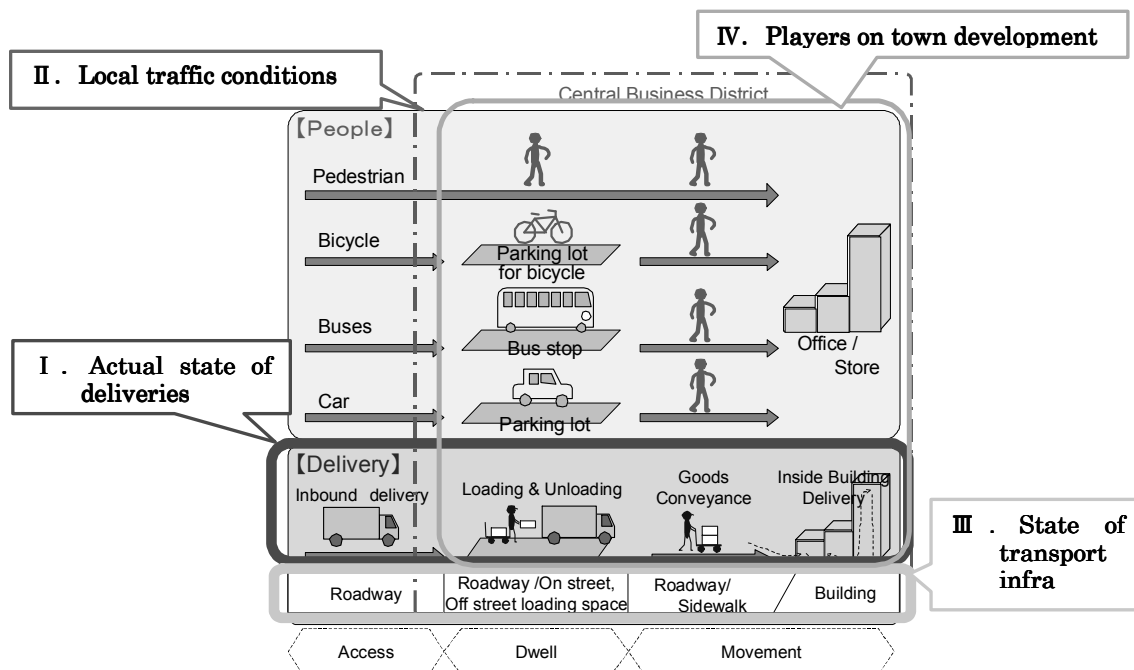 Ⅳ. Players on town development
Ⅱ. Local traffic conditions
Central Business District
【People】
Pedestrian
Bicycle
Parking lot
for bicycle
Buses
Bus stop
Office /
Store
Ⅰ. Actual state of
deliveries
Car
Parking lot
【Delivery】
Inbound delivery
Loading & Unloading
Goods
Conveyance
Inside Building
Delivery
Ⅲ. State of
transport
infra
Roadway
Roadway /On street,
Off street loading space
Roadway/
Sidewalk
Building
Access
Dwell
Movement